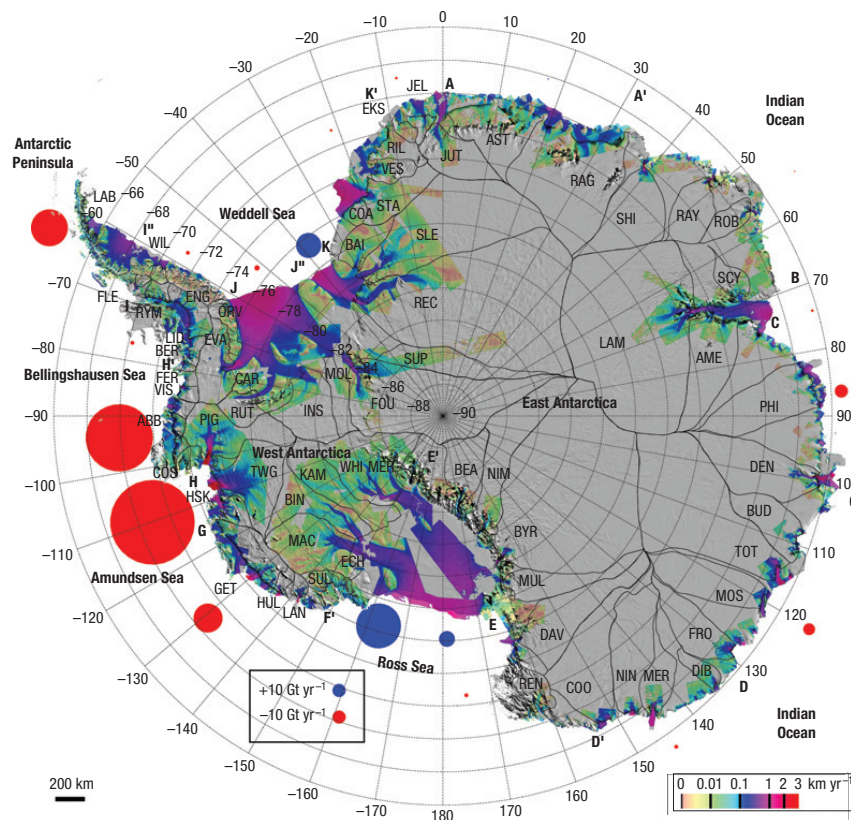 0
−10
10
−20
20
−30
30
−40
40
−50
50
−60
60
−66
−68
−70
−72
−74
−76
−78
−80
−82
−84
−86
−88
−90
JEL
A
K'
EKS
A'
Indian
Ocean
Antarctic
Peninsula
RIL
VES
JUT
AST
RAG
LAB
Weddell Sea
STA
COA
SHI
RAY
ROB
I''
WIL
K
BAI
SLE
J''
SCY
B
70
−70
J
REC
FLE
I
RYM
ENG
ORV
C
LID
BER
EVA
LAM
AME
80
−80
H'
FER
VIS
SUP
MOL
CAR
FOU
Bellingshausen Sea
RUT
INS
East Antarctica
PHI
90
−90
ABB
PIG
West Antarctica
E'
COS
TWG
KAM
WHI
MER
BEA
NIM
DEN
−100
H
HSK
BIN
BUD
G
MAC
BYR
TOT
110
−110
Amundsen Sea
ECH
MUL
MOS
GET
SUL
120
−120
HUL
LAN
F'
E
DAV
FRO
DIB
130
Ross Sea
REN
COO
NIN
MER
D
−130
+10 Gt yr⁻¹
−10 Gt yr⁻¹
D'
140
Indian
Ocean
−140
150
−150
−160
−170
180
170
160
200 km
0 0.01 0.1 1 2 3 km yr⁻¹